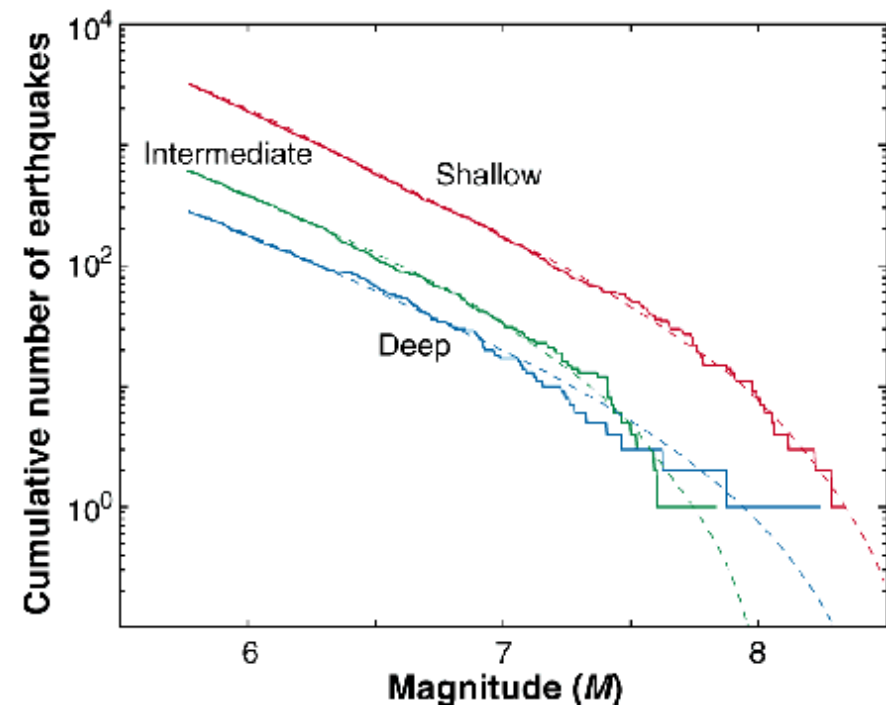 10^4
Intermediate
Shallow
10^2
Deep
10^0
6 7 8
Magnitude (M)
Cumulative number of earthquakes